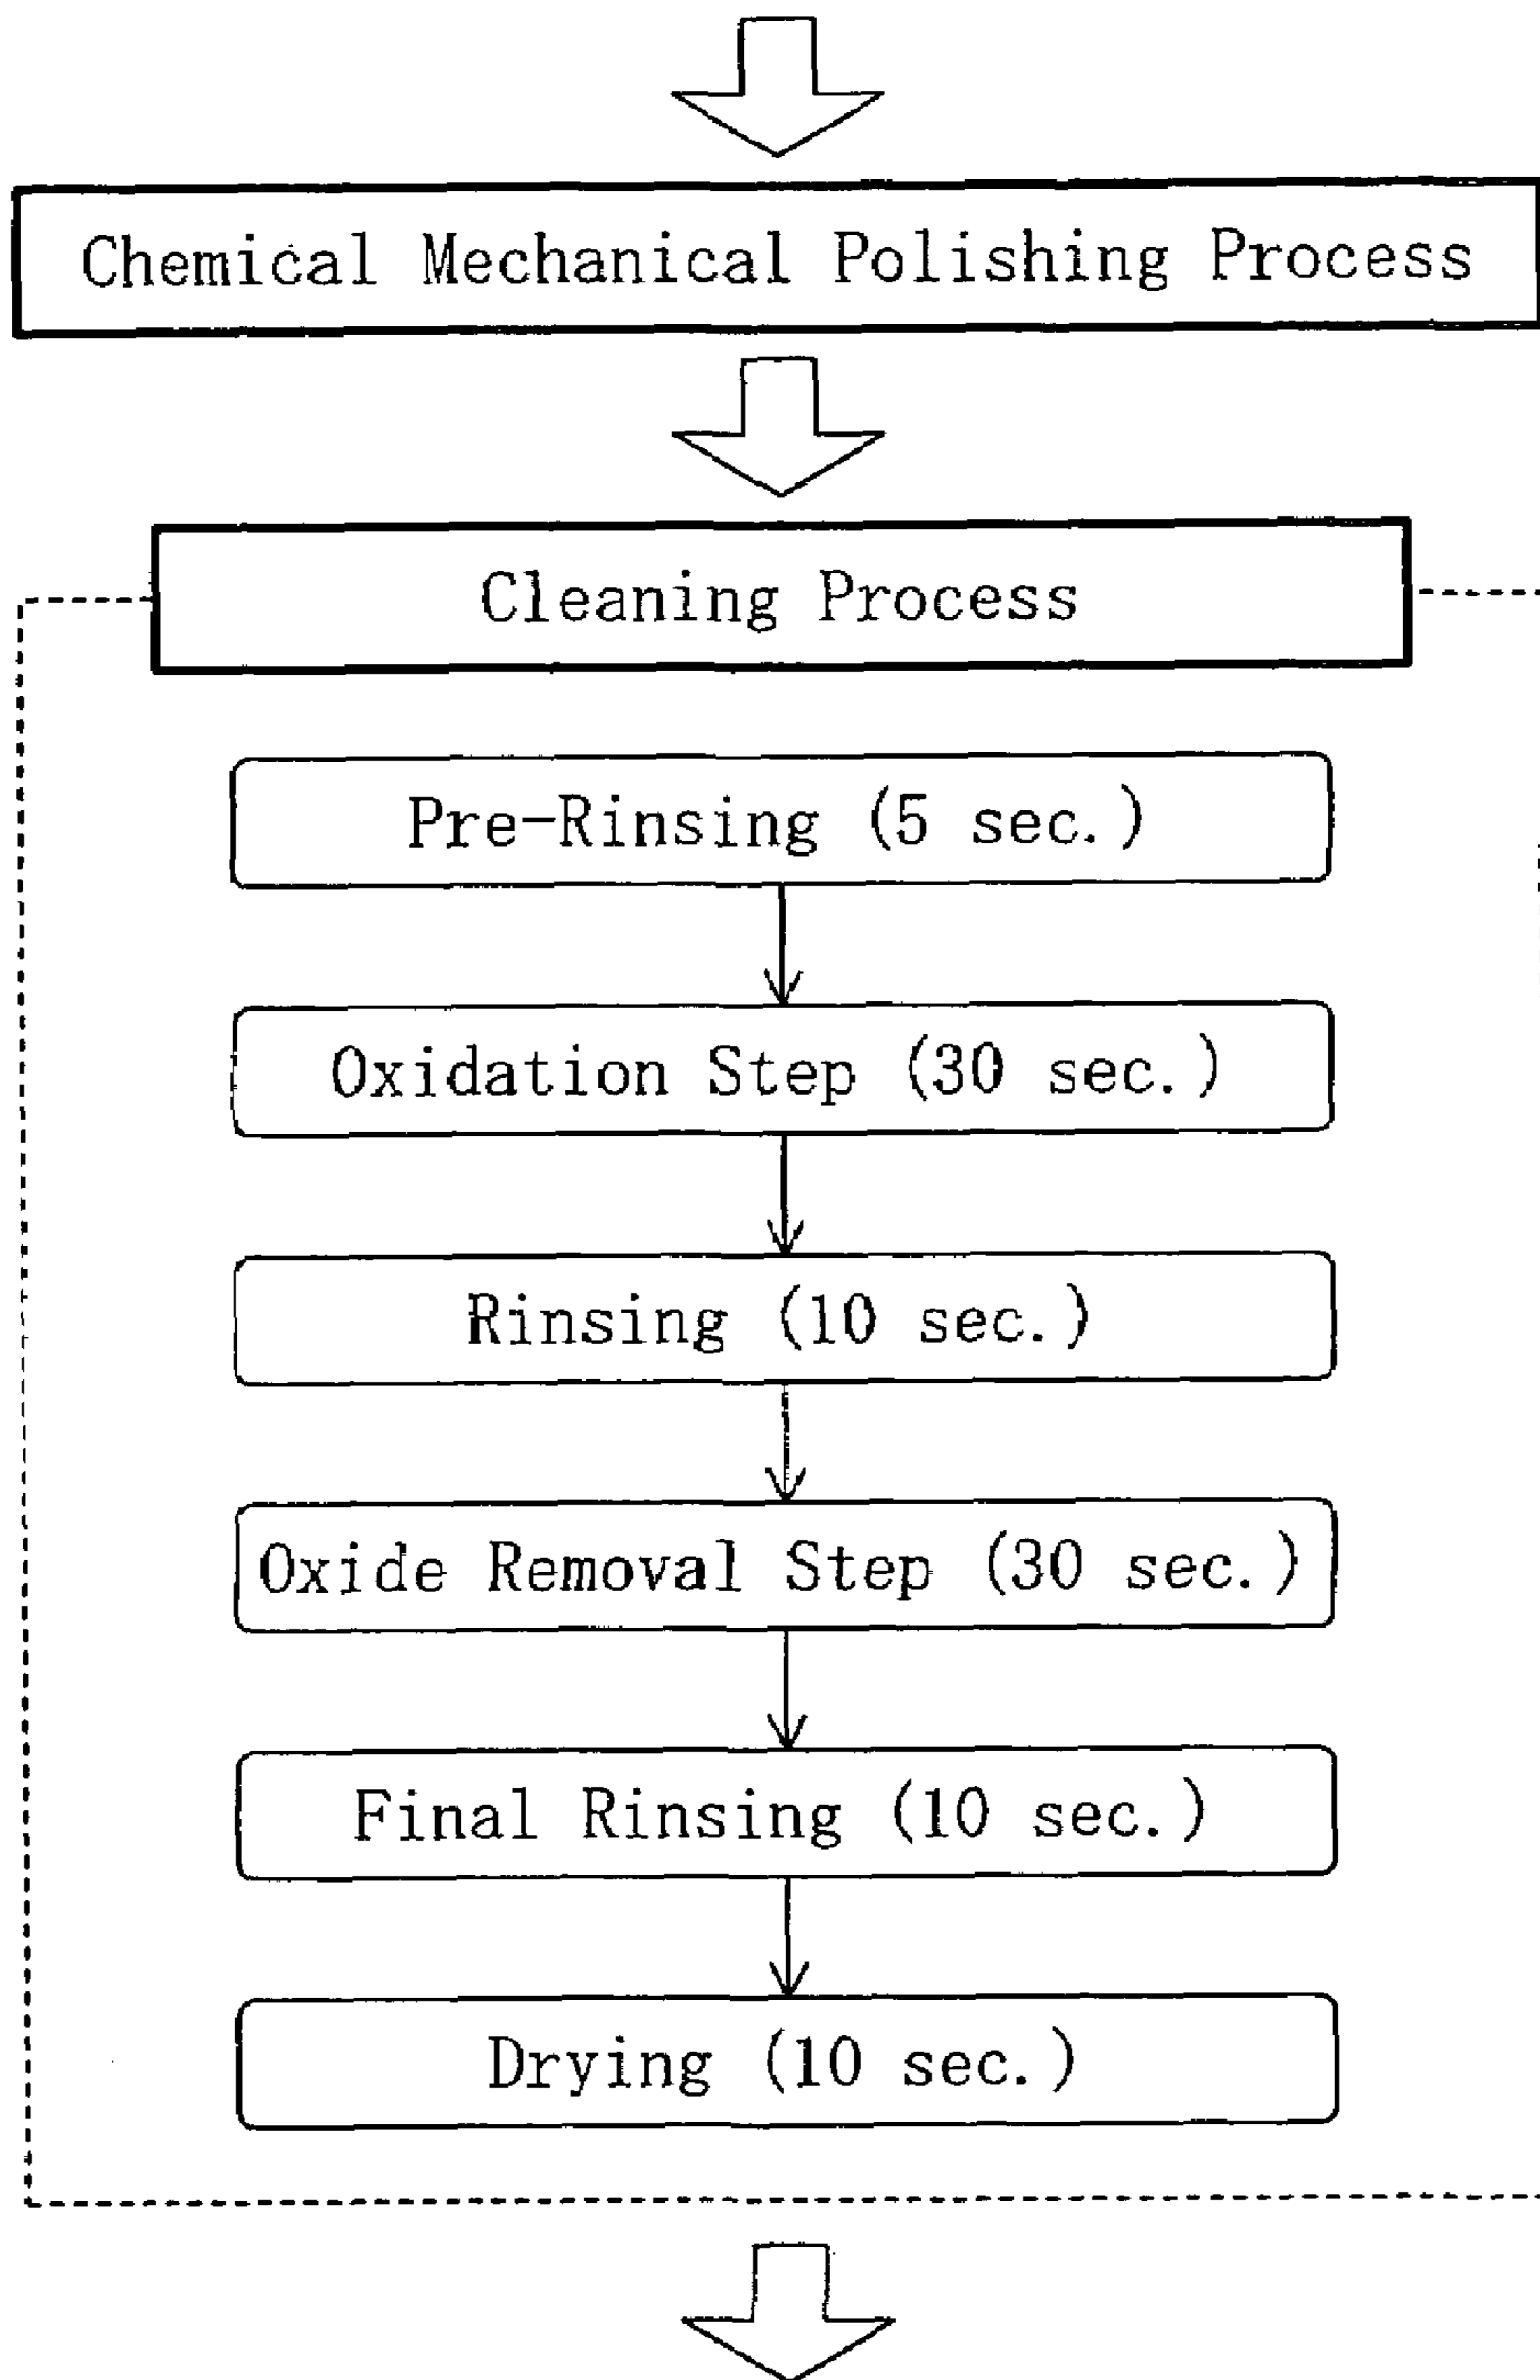 Chemical Mechanical Polishing Process
Cleaning Process
Pre-Rinsing (5 sec.)
Oxidation Step (30 sec.)
Rinsing (10 sec.)
Oxide Removal Step (30 sec.)
Final Rinsing (10 sec.)
Drying (10 sec.)